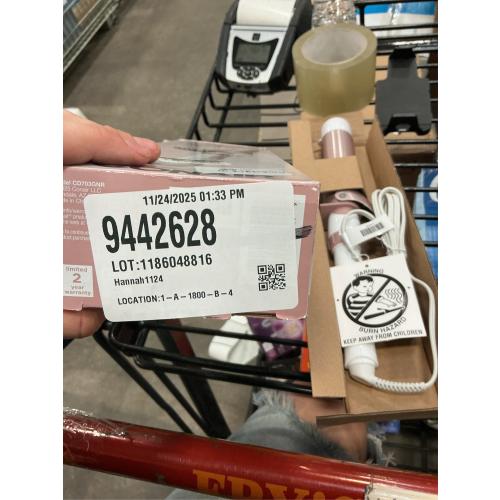 11/24/2025 01:33 PM
9442628
LOT:1186048816
Hannah1124
LOCATION:1-A-1800-B-4
CD703GNR
limited
2
year
warranty
WARNING
BURN HAZARD
KEEP AWAY FROM CHILDREN